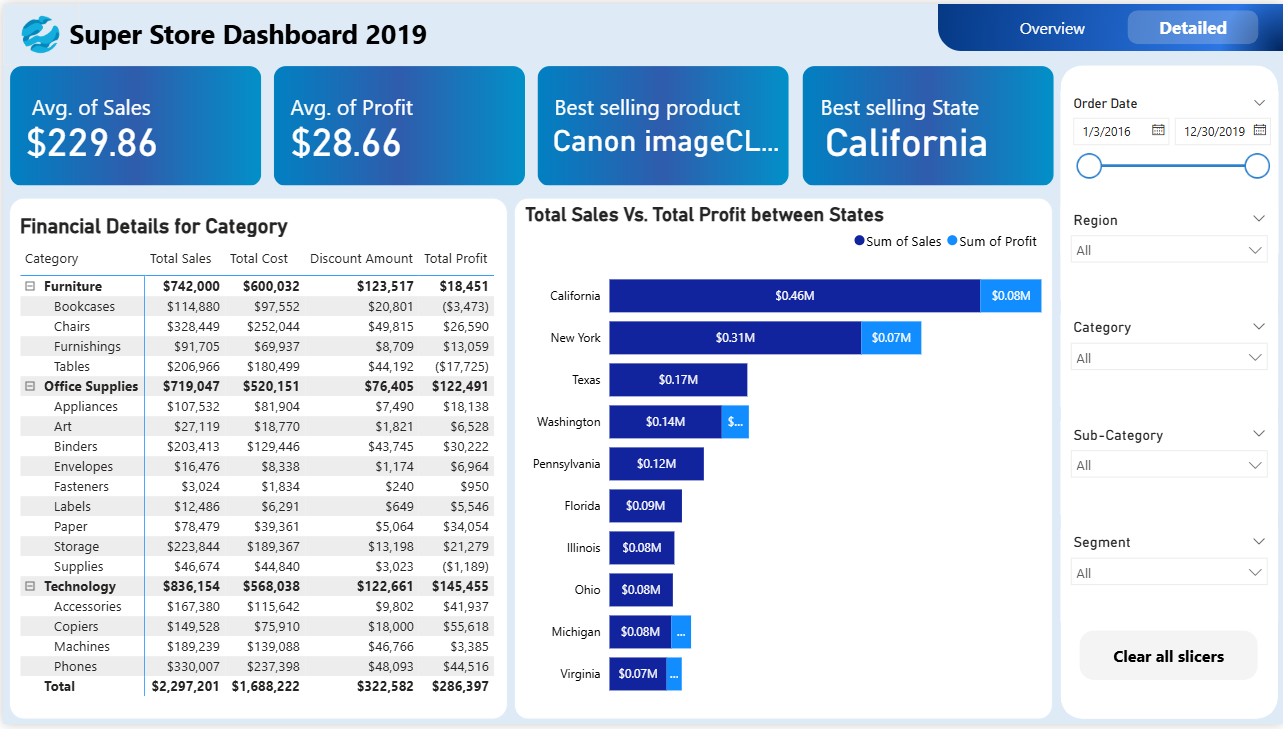 Super Store Dashboard 2019
Overview Detailed
Avg. of Sales
$229.86
Avg. of Profit
$28.66
Best selling product
Canon imageCL...
Best selling State
California
Financial Details for Category
Category Total Sales Total Cost Discount Amount Total Profit
Furniture $742,000 $600,032 $123,517 $18,451
Bookcases $114,880 $97,552 $20,801 ($3,473)
Chairs $328,449 $252,044 $49,815 $26,590
Furnishings $91,705 $69,937 $8,709 $13,059
Tables $206,966 $180,499 $44,192 ($17,725)
Office Supplies $719,047 $520,151 $76,405 $122,491
Appliances $107,532 $81,904 $7,490 $18,138
Art $27,119 $18,770 $1,821 $6,528
Binders $203,413 $129,446 $43,745 $30,222
Envelopes $16,476 $8,338 $1,174 $6,964
Fasteners $3,024 $1,834 $240 $950
Labels $12,486 $6,291 $649 $5,546
Paper $78,479 $39,361 $5,064 $34,054
Storage $223,844 $189,367 $13,198 $21,279
Supplies $46,674 $44,840 $3,023 ($1,189)
Technology $836,154 $568,038 $122,661 $145,455
Accessories $167,380 $115,642 $9,802 $41,937
Copiers $149,528 $75,910 $18,000 $55,618
Machines $189,239 $139,088 $46,766 $3,385
Phones $330,007 $237,398 $48,093 $44,516
Total $2,297,201 $1,688,222 $322,582 $286,397
Total Sales Vs. Total Profit between States
Sum of Sales Sum of Profit
California $0.46M $0.08M
New York $0.31M $0.07M
Texas $0.17M
Washington $0.14M $...
Pennsylvania $0.12M
Florida $0.09M
Illinois $0.08M
Ohio $0.08M
Michigan $0.08M ...
Virginia $0.07M ...
Order Date
1/3/2016 12/30/2019
Region
All
Category
All
Sub-Category
All
Segment
All
Clear all slicers